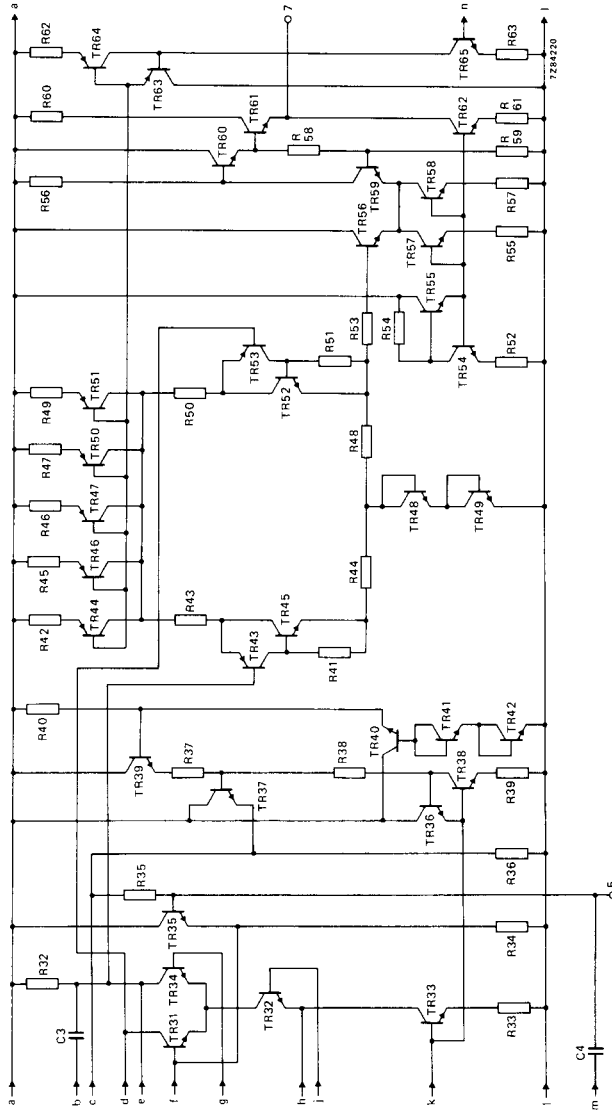 a
R62
TR64
TR63
n
TR65
R63
l
7Z84220
R60
7
TR61
TR60
R
58
TR62
R
61
R
59
R56
TR59
TR58
R57
TR56
TR57
R55
TR55
R54
R53
TR54
R52
R49
TR51
TR53
R51
R50
TR52
R47
TR50
R48
R46
TR47
TR48
TR49
R45
TR46
R44
R42
TR44
R43
TR45
TR43
R41
R40
TR40
TR41
TR42
TR39
R37
R38
TR38
R39
TR37
TR36
R36
R35
TR35
R34
5
R32
TR34
TR31
TR32
TR33
R33
C3
C4
a
b
c
d
e
f
g
h
i
k
l
m